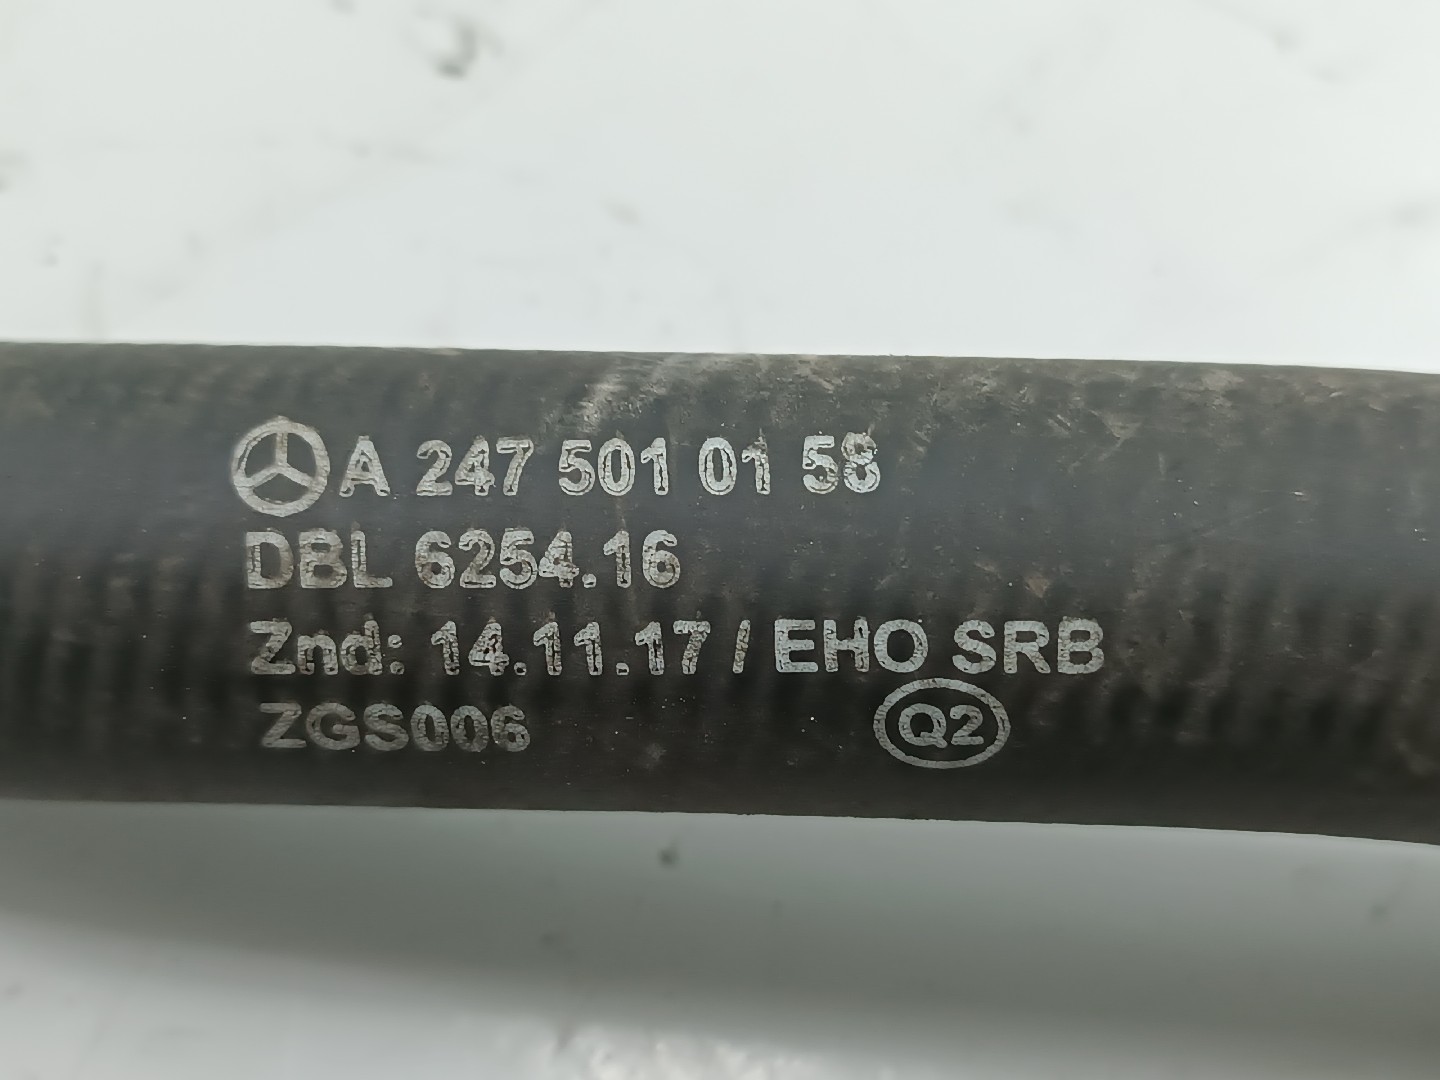 A 247 501 01 58
DBL 6254.16
Znd: 14.11.17 / EHO SRB
ZGS006 Q2